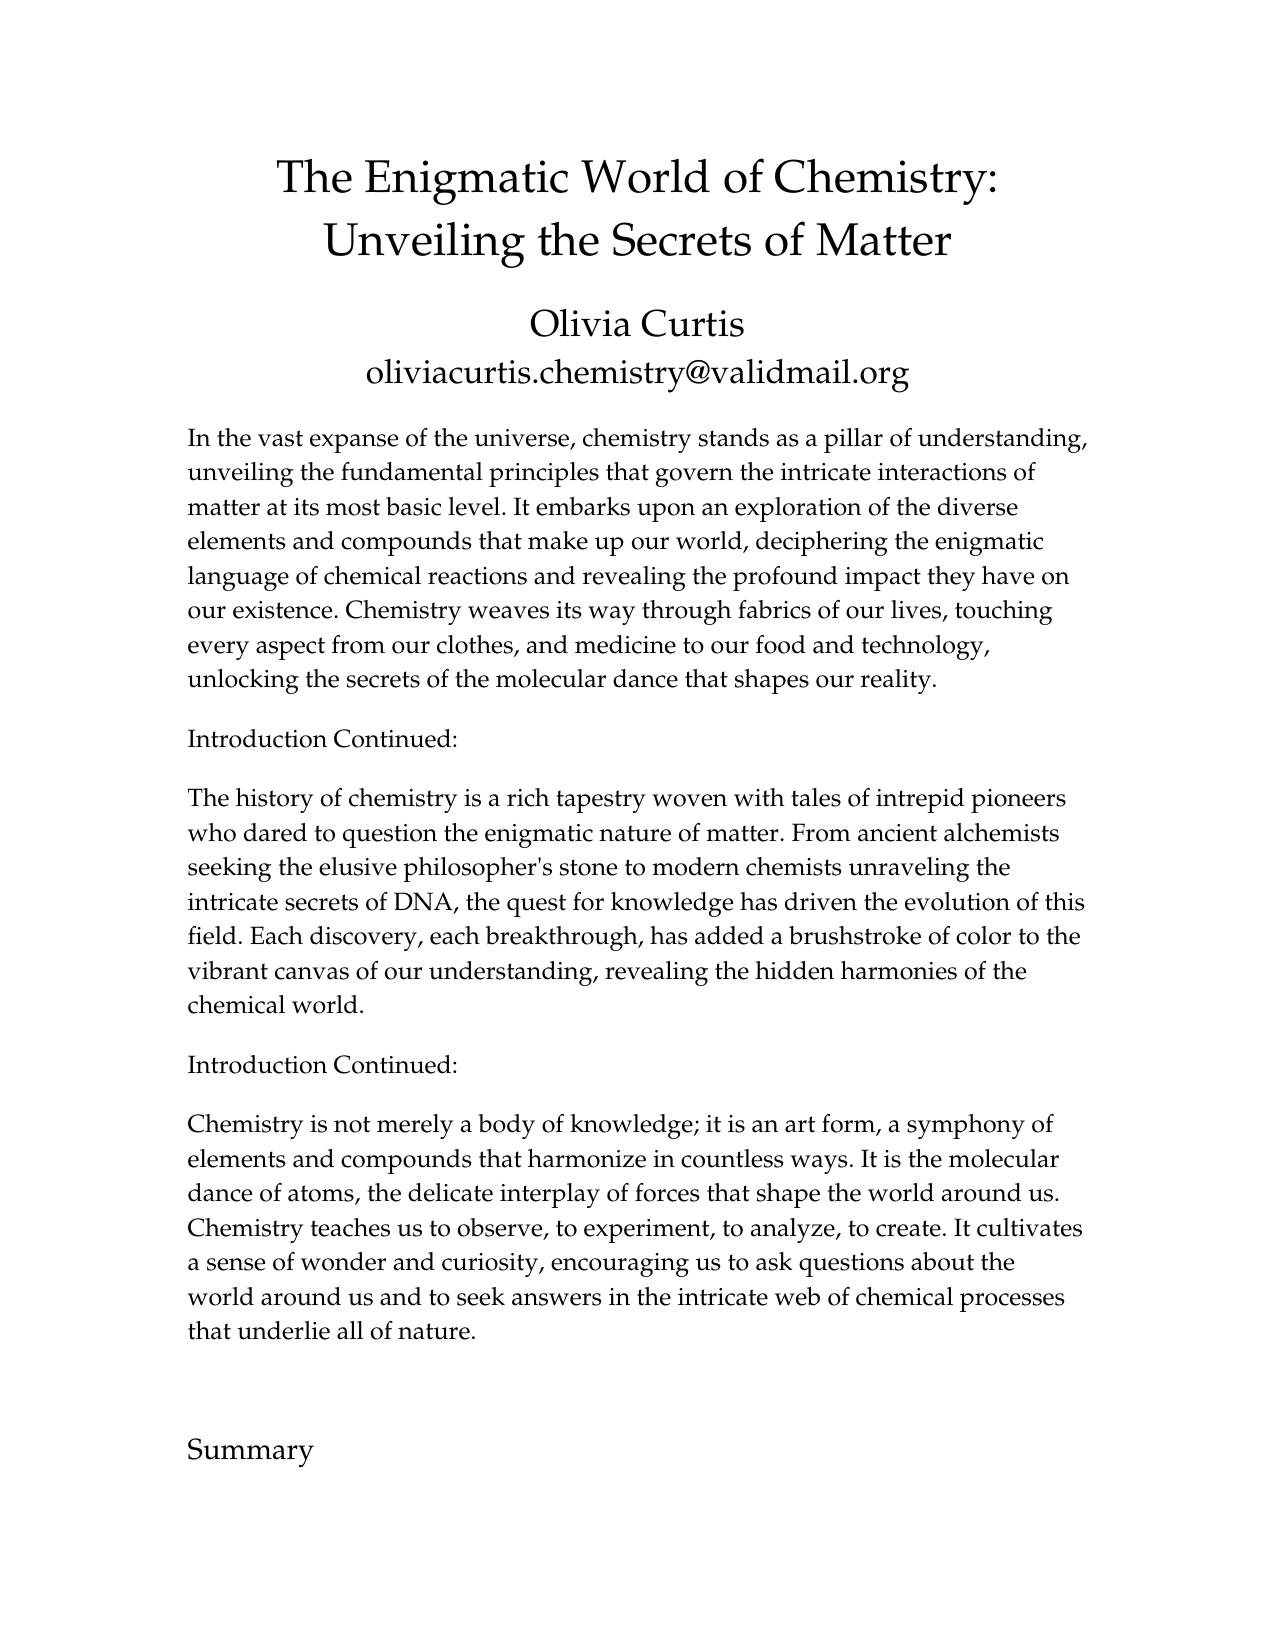 The Enigmatic World of Chemistry:
Unveiling the Secrets of Matter
Olivia Curtis
oliviacurtis.chemistry@validmail.org
In the vast expanse of the universe, chemistry stands as a pillar of understanding,
unveiling the fundamental principles that govern the intricate interactions of
matter at its most basic level. It embarks upon an exploration of the diverse
elements and compounds that make up our world, deciphering the enigmatic
language of chemical reactions and revealing the profound impact they have on
our existence. Chemistry weaves its way through fabrics of our lives, touching
every aspect from our clothes, and medicine to our food and technology,
unlocking the secrets of the molecular dance that shapes our reality.
Introduction Continued:
The history of chemistry is a rich tapestry woven with tales of intrepid pioneers
who dared to question the enigmatic nature of matter. From ancient alchemists
seeking the elusive philosopher's stone to modern chemists unraveling the
intricate secrets of DNA, the quest for knowledge has driven the evolution of this
field. Each discovery, each breakthrough, has added a brushstroke of color to the
vibrant canvas of our understanding, revealing the hidden harmonies of the
chemical world.
Introduction Continued:
Chemistry is not merely a body of knowledge; it is an art form, a symphony of
elements and compounds that harmonize in countless ways. It is the molecular
dance of atoms, the delicate interplay of forces that shape the world around us.
Chemistry teaches us to observe, to experiment, to analyze, to create. It cultivates
a sense of wonder and curiosity, encouraging us to ask questions about the
world around us and to seek answers in the intricate web of chemical processes
that underlie all of nature.
Summary